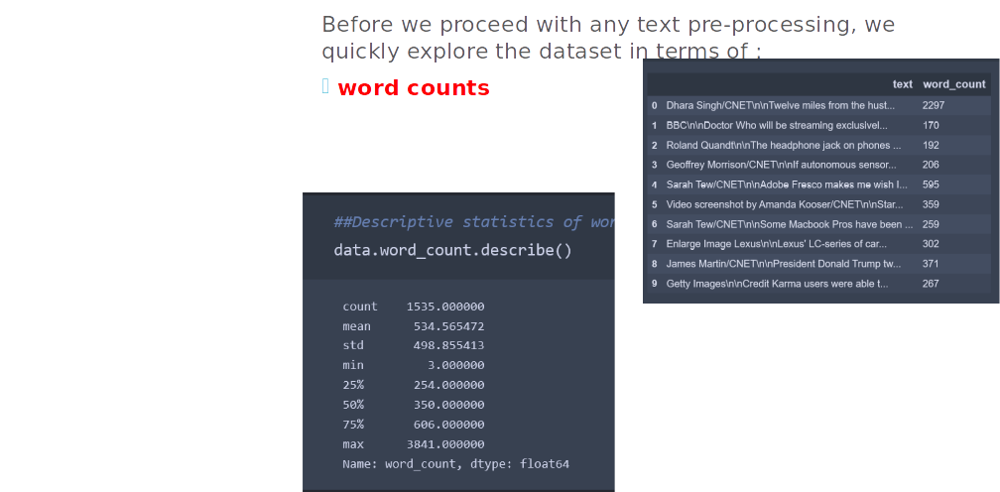 Before we proceed with any text pre-processing, we
quickly explore the dataset in terms of :
word counts
text word_count
0 Dhara Singh/CNET\n\nTwelve miles from the hust... 2297
1 BBC\n\nDoctor Who will be streaming exclusivel... 170
2 Roland Quandt\n\nThe headphone jack on phones ... 192
3 Geoffrey Morrison/CNET\n\nIf autonomous sensor... 206
4 Sarah Tew/CNET\n\nAdobe Fresco makes me wish I... 595
5 Video screenshot by Amanda Kooser/CNET\n\nStar... 359
6 Sarah Tew/CNET\n\nSome Macbook Pros have been ... 259
7 Enlarge Image Lexus\n\nLexus' LC-series of car... 302
8 James Martin/CNET\n\nPresident Donald Trump tw... 371
9 Getty Images\n\nCredit Karma users were able t... 267
##Descriptive statistics of wor
data.word_count.describe()
count 1535.000000
mean 534.565472
std 498.855413
min 3.000000
25% 254.000000
50% 350.000000
75% 606.000000
max 3841.000000
Name: word_count, dtype: float64